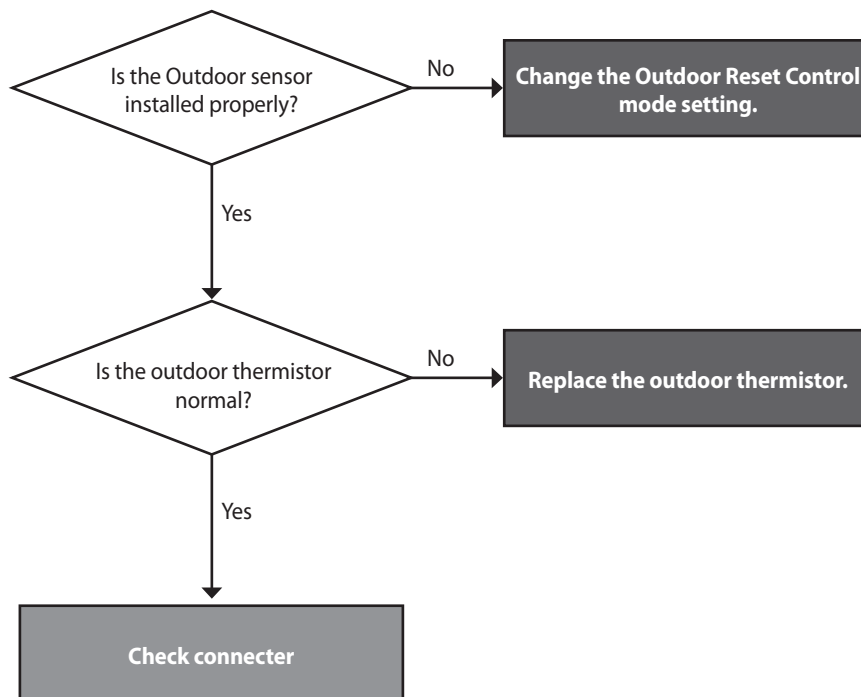 Is the Outdoor sensor
installed properly?
No
Change the Outdoor Reset Control
mode setting.
Yes
Is the outdoor thermistor
normal?
No
Replace the outdoor thermistor.
Yes
Check connecter